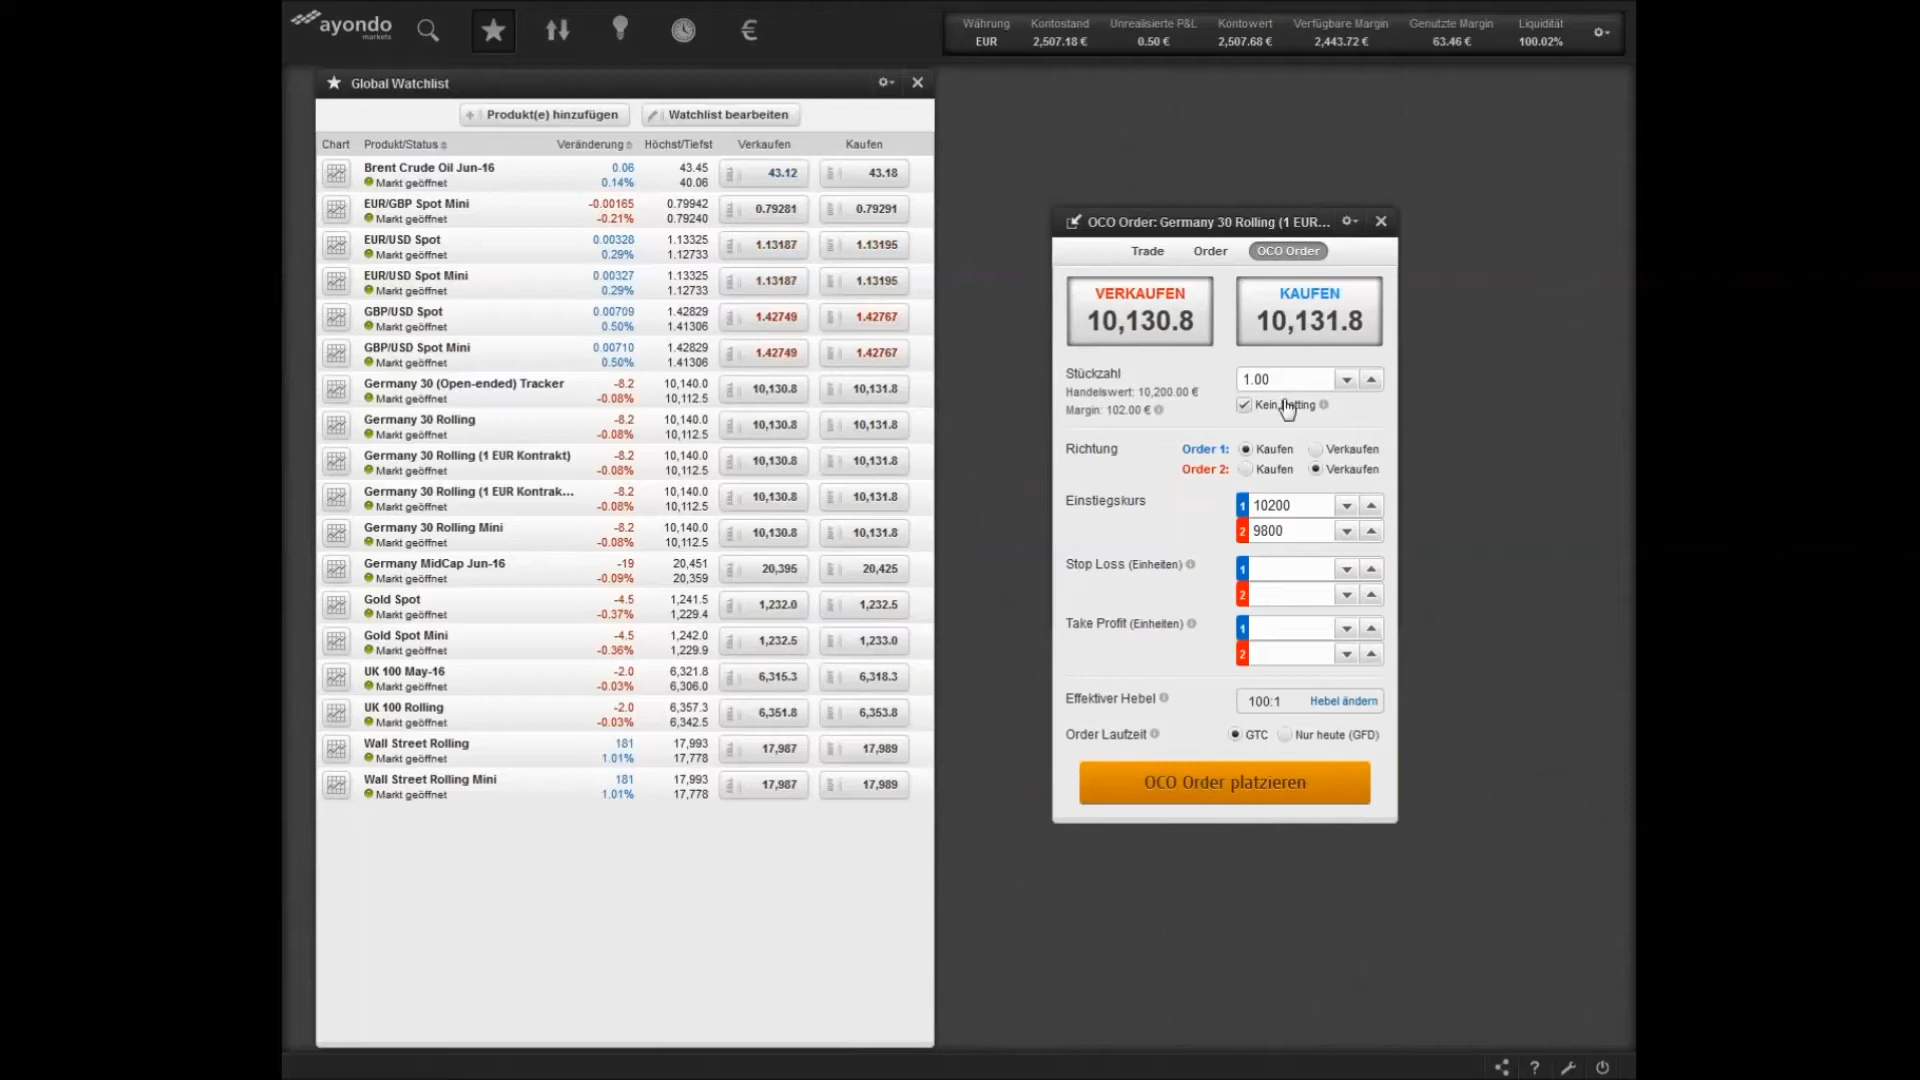 ayondo
markets
Währung Kontostand Unrealisierte P&L Kontowert Verfügbare Margin Genutzte Margin Liquidität
EUR 2,507.18 € 0.50 € 2,507.68 € 2,443.72 € 63.46 € 100.02%
Global Watchlist
Produkt(e) hinzufügen Watchlist bearbeiten
Chart Produkt/Status Veränderung Höchst/Tiefst Verkaufen Kaufen
Brent Crude Oil Jun-16 0.06 43.45 43.12 43.18
Markt geöffnet 0.14% 40.06
EUR/GBP Spot Mini -0.00165 0.79942 0.79281 0.79291
Markt geöffnet -0.21% 0.79240
EUR/USD Spot 0.00328 1.13325 1.13187 1.13195
Markt geöffnet 0.29% 1.12733
EUR/USD Spot Mini 0.00327 1.13325 1.13187 1.13195
Markt geöffnet 0.29% 1.12733
GBP/USD Spot 0.00709 1.42829 1.42749 1.42767
Markt geöffnet 0.50% 1.41306
GBP/USD Spot Mini 0.00710 1.42829 1.42749 1.42767
Markt geöffnet 0.50% 1.41306
Germany 30 (Open-ended) Tracker -8.2 10,140.0 10,130.8 10,131.8
Markt geöffnet -0.08% 10,112.5
Germany 30 Rolling -8.2 10,140.0 10,130.8 10,131.8
Markt geöffnet -0.08% 10,112.5
Germany 30 Rolling (1 EUR Kontrakt) -8.2 10,140.0 10,130.8 10,131.8
Markt geöffnet -0.08% 10,112.5
Germany 30 Rolling (1 EUR Kontrak... -8.2 10,140.0 10,130.8 10,131.8
Markt geöffnet -0.08% 10,112.5
Germany 30 Rolling Mini -8.2 10,140.0 10,130.8 10,131.8
Markt geöffnet -0.08% 10,112.5
Germany MidCap Jun-16 -19 20,451 20,395 20,425
Markt geöffnet -0.09% 20,359
Gold Spot -4.5 1,241.5 1,232.0 1,232.5
Markt geöffnet -0.37% 1,229.4
Gold Spot Mini -4.5 1,242.0 1,232.5 1,233.0
Markt geöffnet -0.36% 1,229.9
UK 100 May-16 -2.0 6,321.8 6,315.3 6,318.3
Markt geöffnet -0.03% 6,306.0
UK 100 Rolling -2.0 6,357.3 6,351.8 6,353.8
Markt geöffnet -0.03% 6,342.5
Wall Street Rolling 181 17,993 17,987 17,989
Markt geöffnet 1.01% 17,778
Wall Street Rolling Mini 181 17,993 17,987 17,989
Markt geöffnet 1.01% 17,778
OCO Order: Germany 30 Rolling (1 EUR...
Trade Order OCO Order
VERKAUFEN KAUFEN
10,130.8 10,131.8
Stückzahl 1.00
Handelswert: 10,200.00 €
Margin: 102.00 € Kein
Richtung Order 1: Kaufen Verkaufen
Order 2: Kaufen Verkaufen
Einstiegskurs 1 10200
2 9800
Stop Loss (Einheiten) 1
2
Take Profit (Einheiten) 1
2
Effektiver Hebel 100:1 Hebel ändern
Order Laufzeit GTC Nur heute (GFD)
OCO Order platzieren